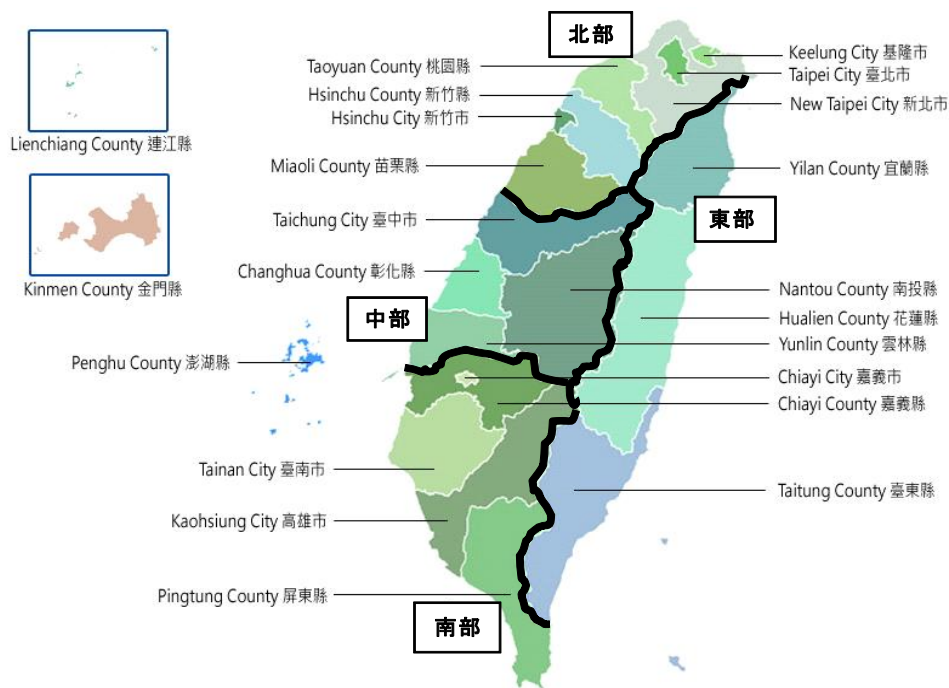 北部
Keelung City 基隆市
Taoyuan County 桃園縣
Taipei City 臺北市
Hsinchu County 新竹縣
New Taipei City 新北市
Hsinchu City 新竹市
Lienchiang County 連江縣
Miaoli County 苗栗縣
Yilan County 宜蘭縣
Taichung City 臺中市
東部
Changhua County 彰化縣
Kinmen County 金門縣
Nantou County 南投縣
中部
Hualien County 花蓮縣
Yunlin County 雲林縣
Penghu County 澎湖縣
Chiayi City 嘉義市
Chiayi County 嘉義縣
Tainan City 臺南市
Taitung County 臺東縣
Kaohsiung City 高雄市
Pingtung County 屏東縣
南部